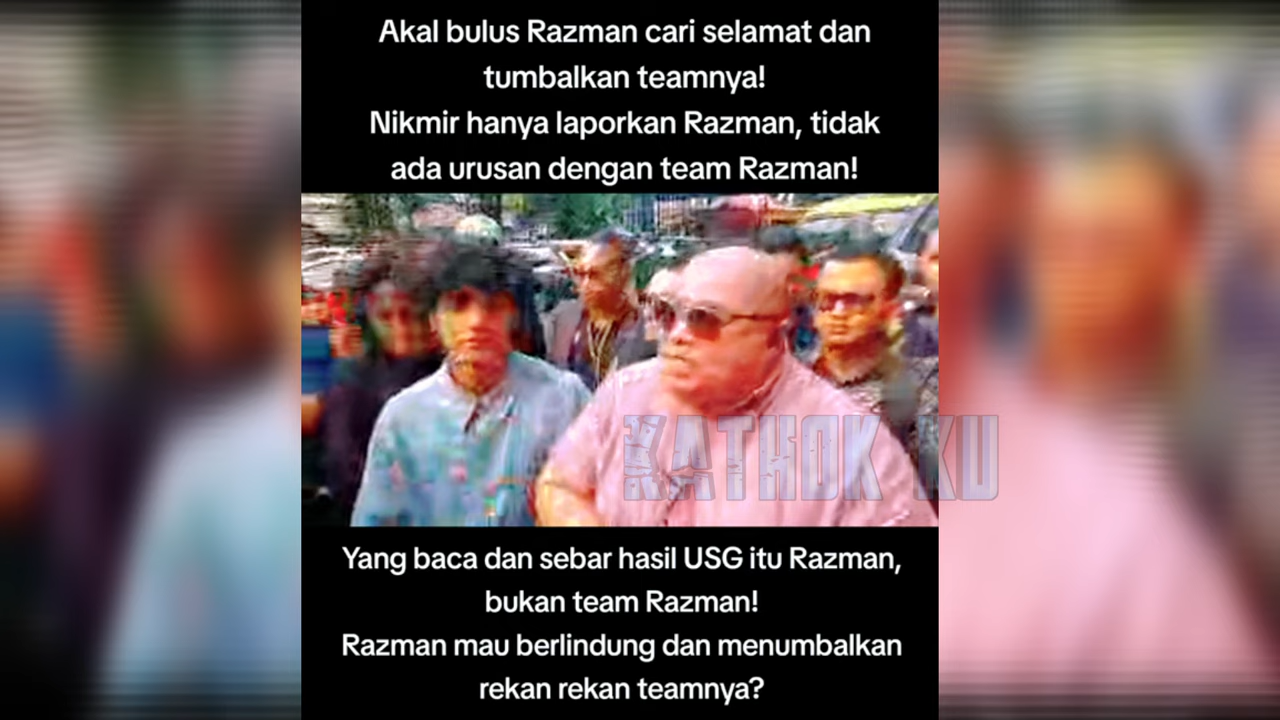 Akal bulus Razman cari selamat dan
tumbalkan teamnya!
Nikmir hanya laporkan Razman, tidak
ada urusan dengan team Razman!
KATHOK KU
Yang baca dan sebar hasil USG itu Razman,
bukan team Razman!
Razman mau berlindung dan menumbalkan
rekan rekan teamnya?